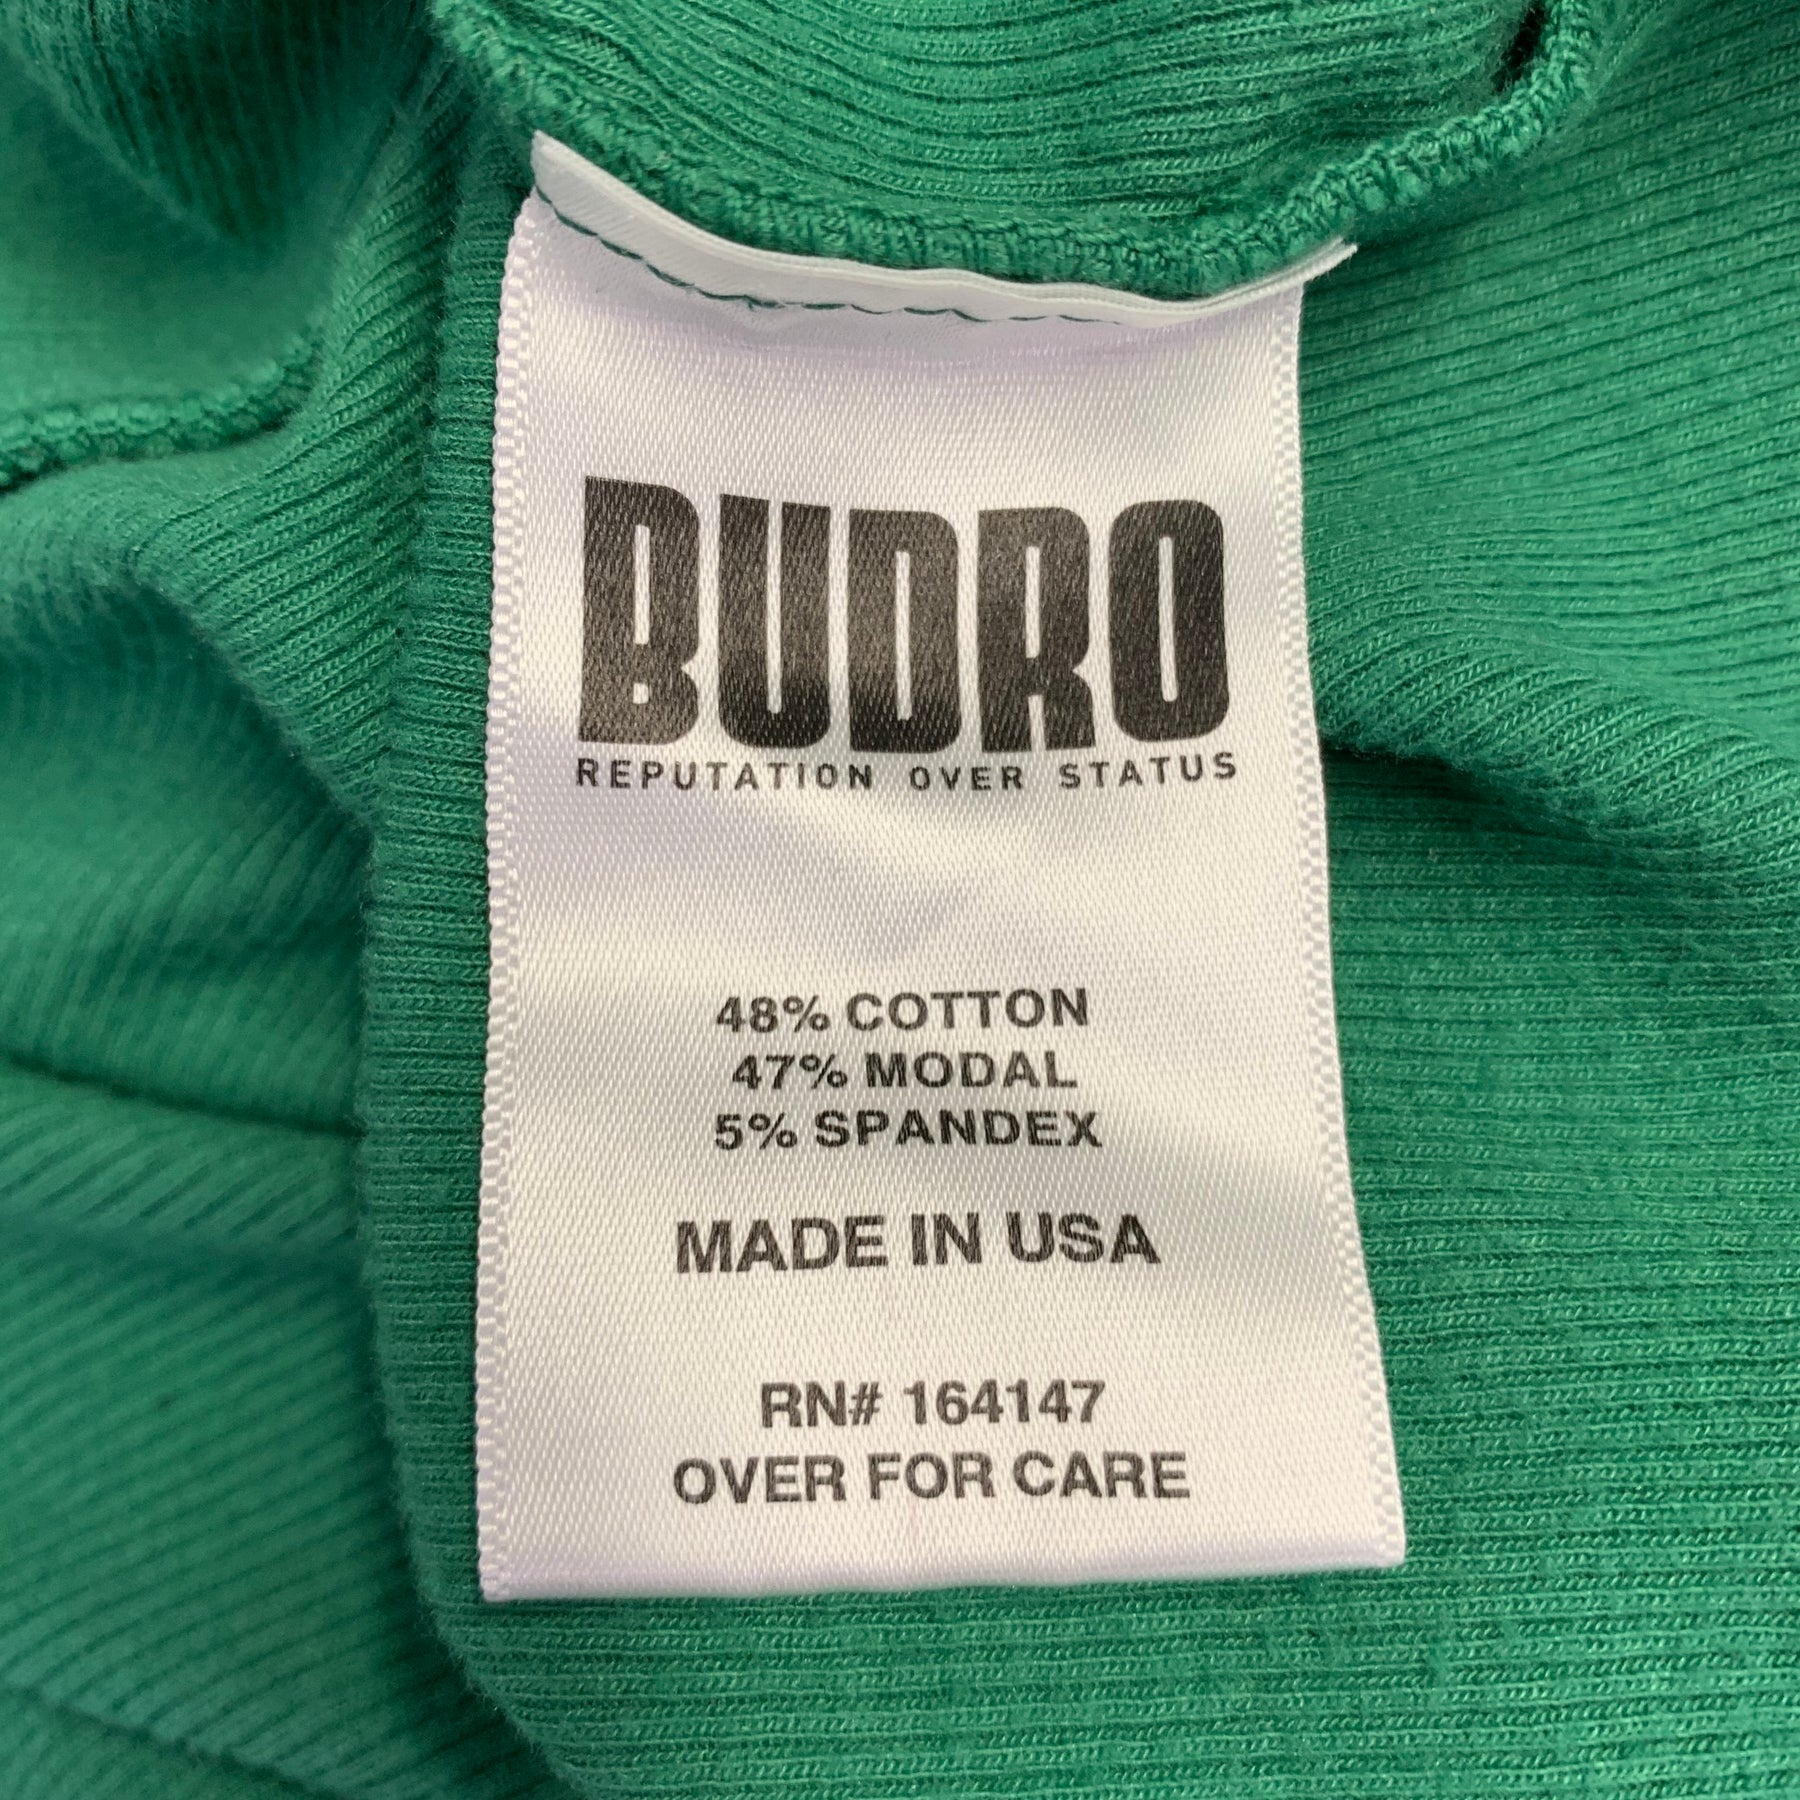 BUDRO
REPUTATION OVER STATUS
48% COTTON
47% MODAL
5% SPANDEX
MADE IN USA
RN# 164147
OVER FOR CARE